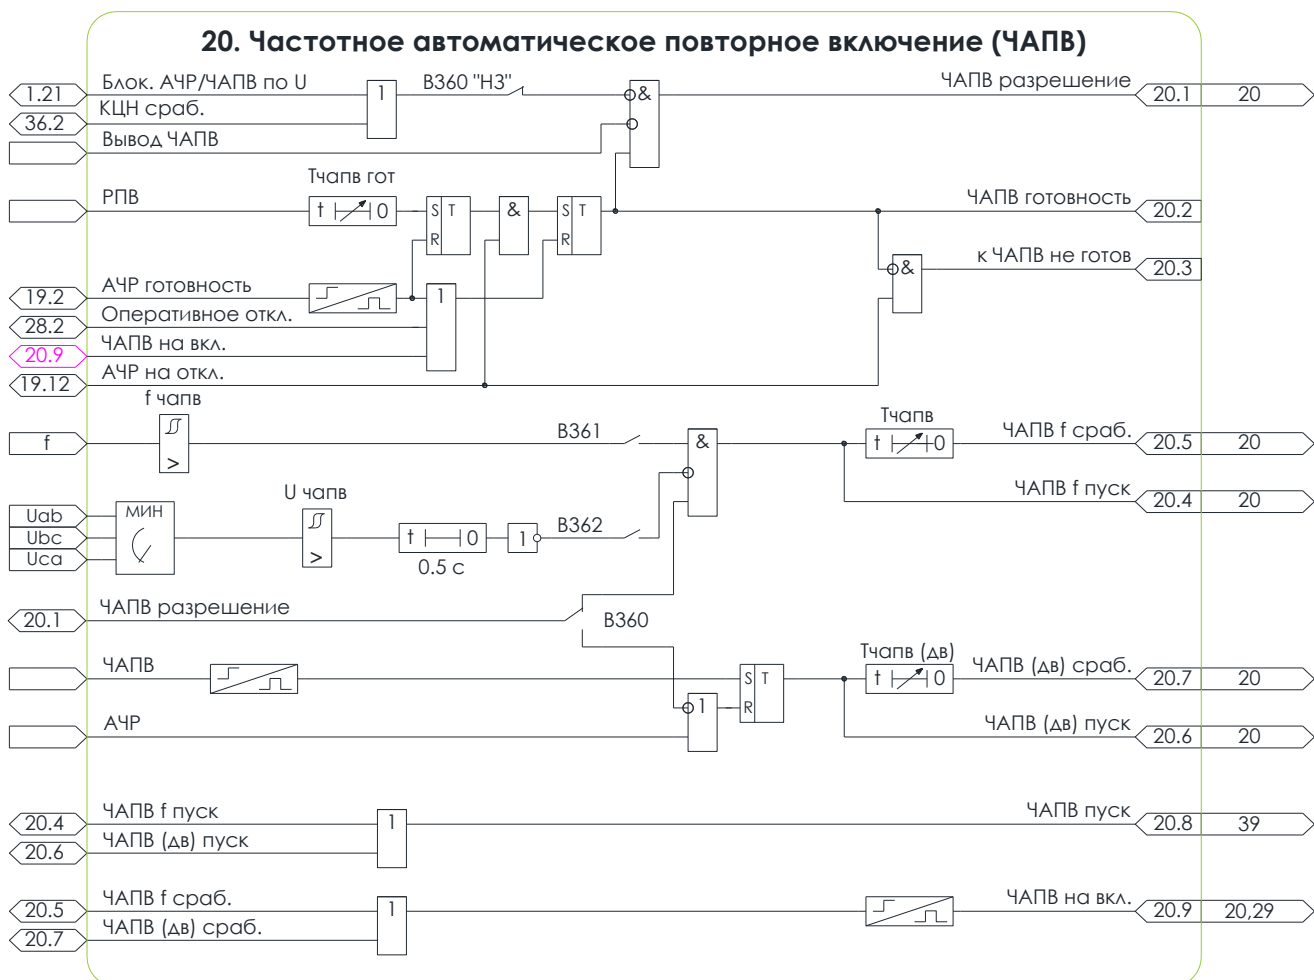 20. Частотное автоматическое повторное включение (ЧАПВ)
1.21 Блок. АЧР/ЧАПВ по U 1 В360 "НЗ" & ЧАПВ разрешение 20.1 20
36.2 КЦН сраб.
Вывод ЧАПВ
Тчапв гот
РПВ t 0 S T & S T ЧАПВ готовность 20.2
R R
& к ЧАПВ не готов 20.3
19.2 АЧР готовность 1
28.2 Оперативное откл.
20.9 ЧАПВ на вкл.
19.12 АЧР на откл.
f чапв
f > В361 & Тчапв t 0 ЧАПВ f сраб. 20.5 20
ЧАПВ f пуск 20.4 20
U чапв
Uab МИН
Ubc > t 0 1 В362
Uca 0.5 с
20.1 ЧАПВ разрешение В360
Тчапв (дв)
ЧАПВ S T t 0 ЧАПВ (дв) сраб. 20.7 20
1 R
АЧР ЧАПВ (дв) пуск 20.6 20
20.4 ЧАПВ f пуск 1 ЧАПВ пуск 20.8 39
20.6 ЧАПВ (дв) пуск
20.5 ЧАПВ f сраб. 1 ЧАПВ на вкл. 20.9 20,29
20.7 ЧАПВ (дв) сраб.